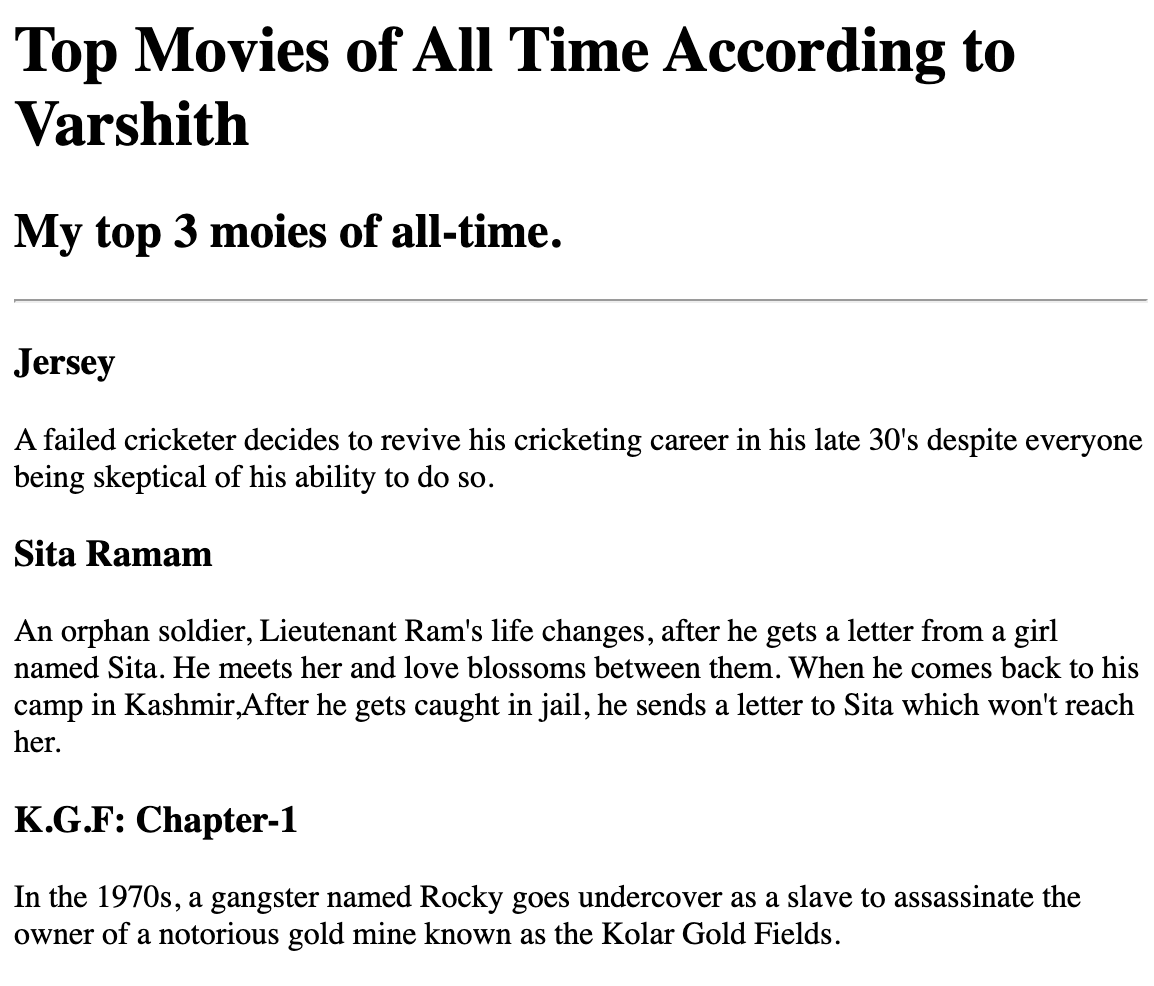 Top Movies of All Time According to
Varshith
My top 3 moies of all-time.
Jersey
A failed cricketer decides to revive his cricketing career in his late 30's despite everyone
being skeptical of his ability to do so.
Sita Ramam
An orphan soldier, Lieutenant Ram's life changes, after he gets a letter from a girl
named Sita. He meets her and love blossoms between them. When he comes back to his
camp in Kashmir,After he gets caught in jail, he sends a letter to Sita which won't reach
her.
K.G.F: Chapter-1
In the 1970s, a gangster named Rocky goes undercover as a slave to assassinate the
owner of a notorious gold mine known as the Kolar Gold Fields.